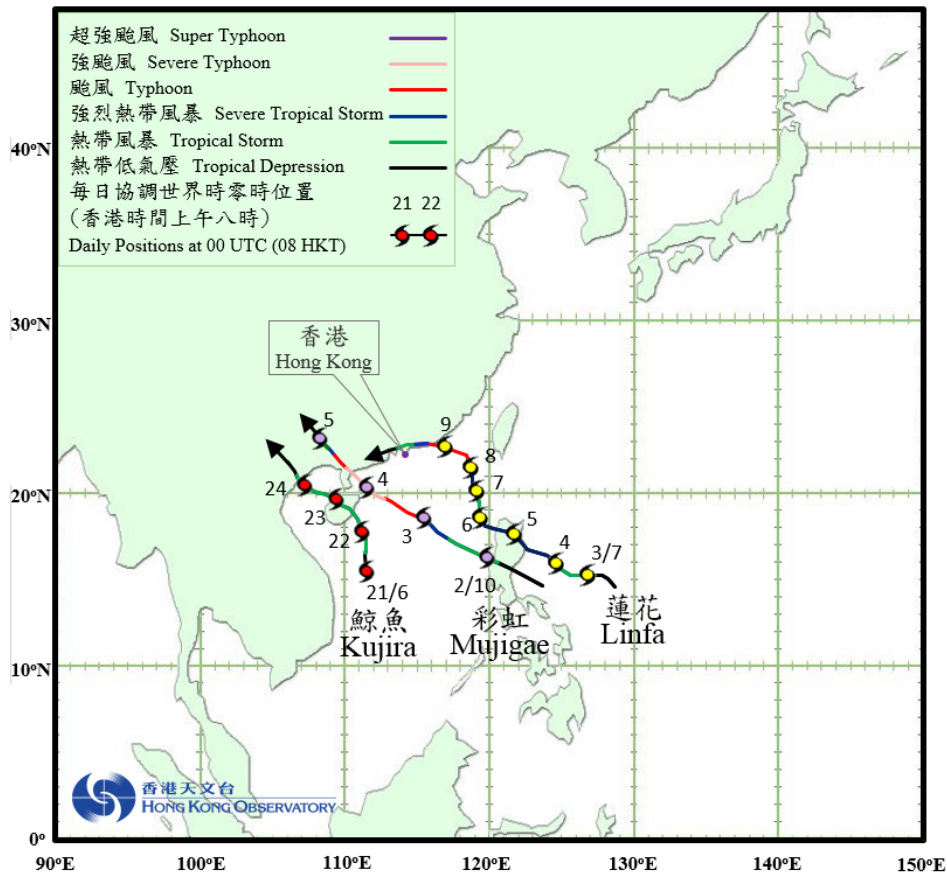 超強颱風 Super Typhoon
強颱風 Severe Typhoon
颱風 Typhoon
強烈熱帶風暴 Severe Tropical Storm
熱帶風暴 Tropical Storm
熱帶低氣壓 Tropical Depression
每日協調世界時零時位置
(香港時間上午八時)
Daily Positions at 00 UTC (08 HKT)
21 22
40°N
30°N
20°N
10°N
0°
香港
Hong Kong
5
4
3
2/10
彩虹
Mujigae
24
23
22
21/6
鯨魚
Kujira
9
8
7
6
5
4
3/7
蓮花
Linfa
香港天文台
HONG KONG OBSERVATORY
90°E
100°E
110°E
120°E
130°E
140°E
150°E